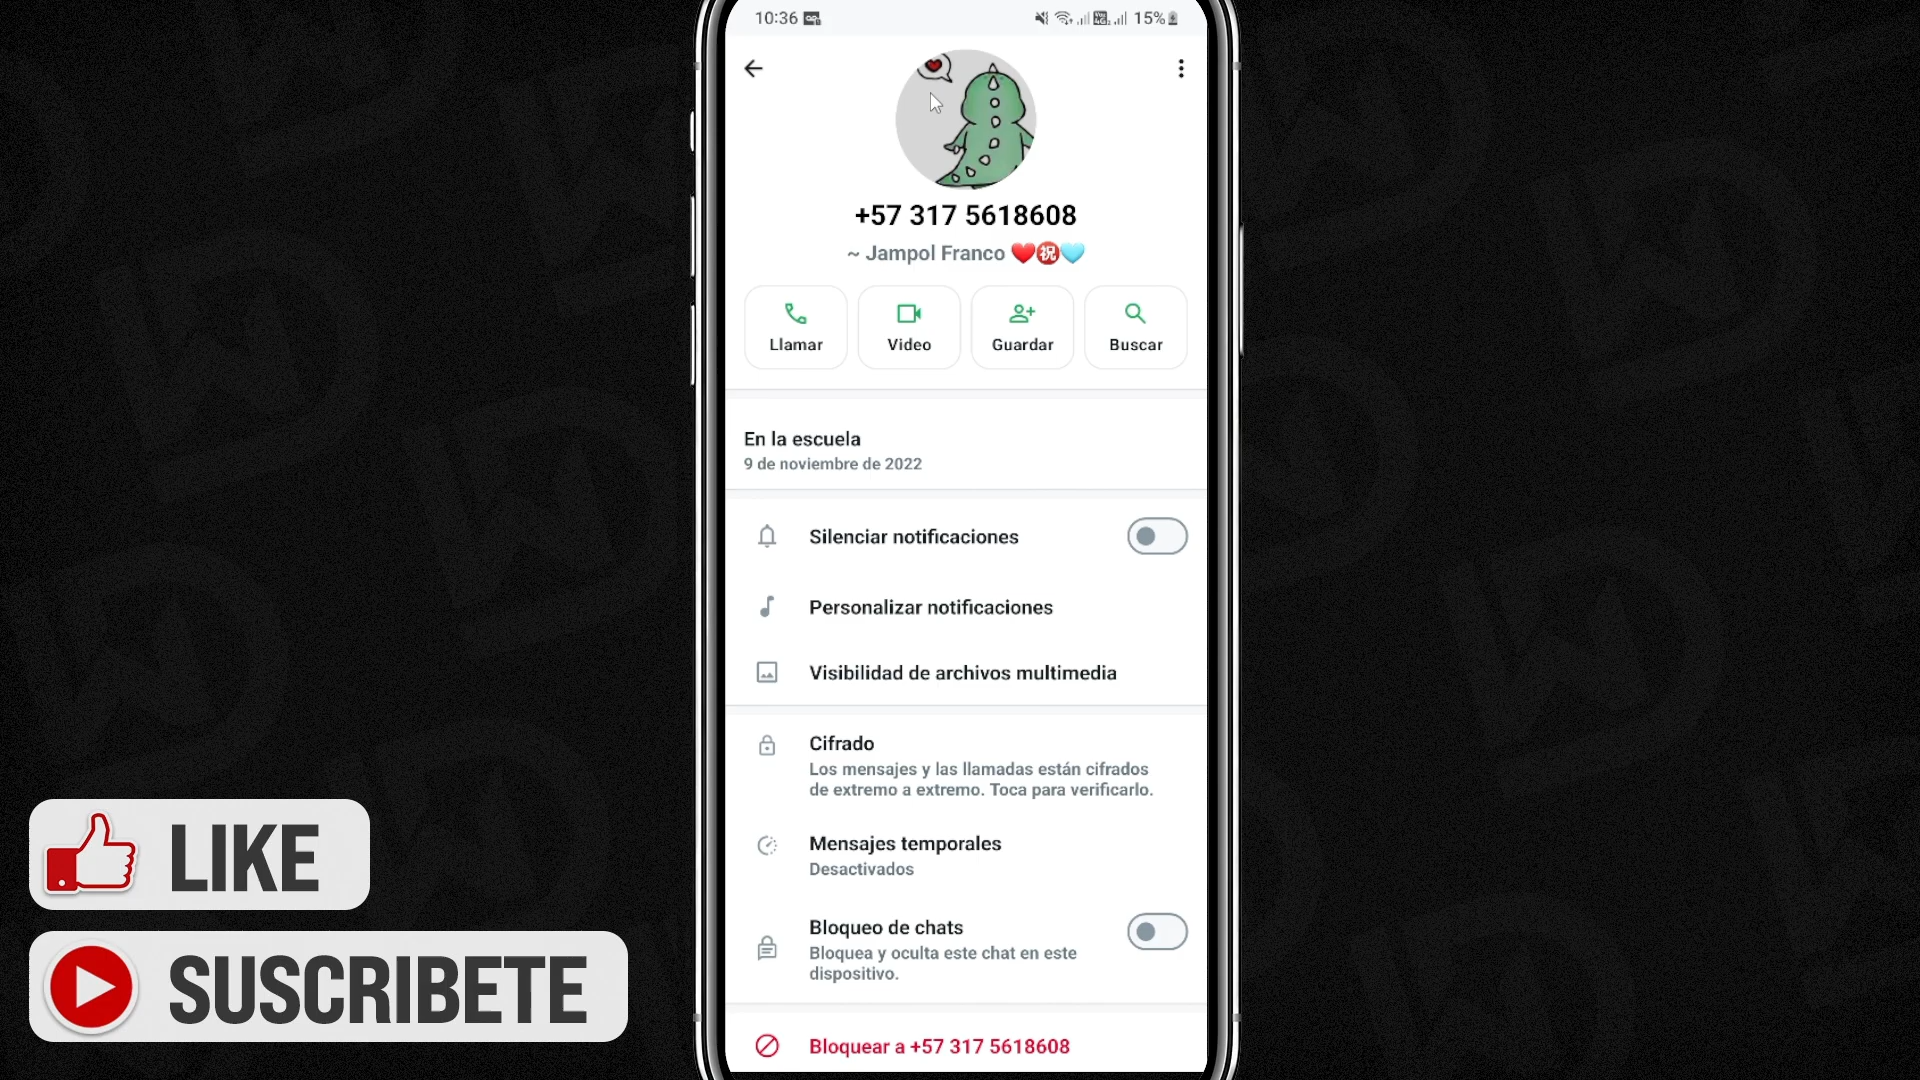 10:36
15%
+57 317 5618608
~ Jampol Franco ❤️㊗️🩵
Llamar
Video
Guardar
Buscar
En la escuela
9 de noviembre de 2022
Silenciar notificaciones
Personalizar notificaciones
Visibilidad de archivos multimedia
Cifrado
Los mensajes y las llamadas están cifrados
de extremo a extremo. Toca para verificarlo.
Mensajes temporales
Desactivados
Bloqueo de chats
Bloquea y oculta este chat en este
dispositivo.
Bloquear a +57 317 5618608
LIKE
SUSCRIBETE